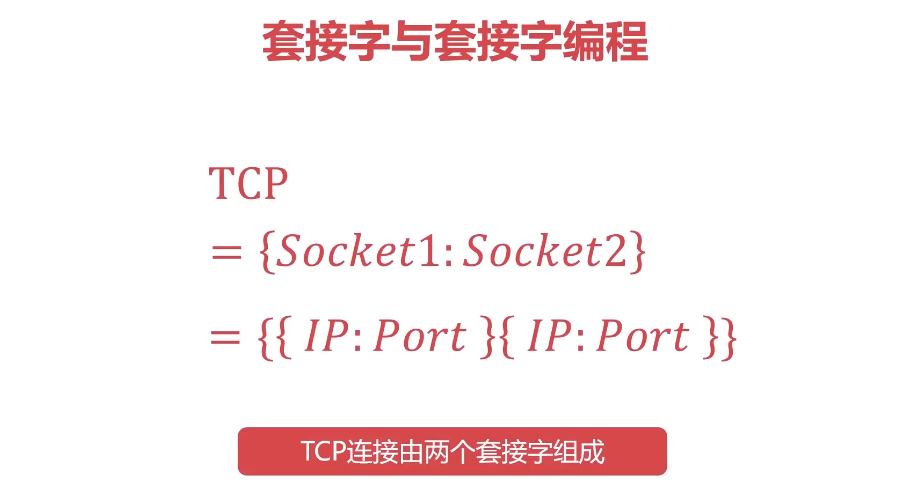 套接字与套接字编程
TCP
= {Socket1: Socket2}
= {{ IP: Port }{ IP: Port }}
TCP连接由两个套接字组成